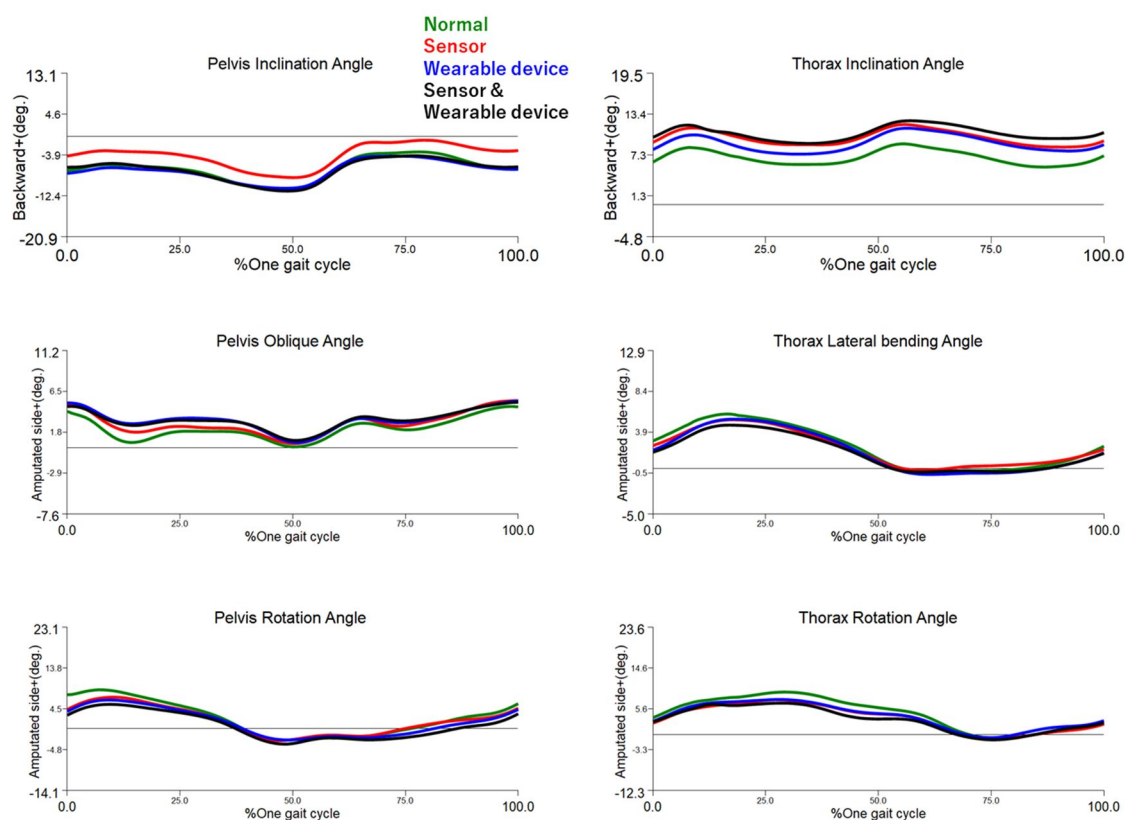 Normal
Sensor
Wearable device
Sensor &
Wearable device
Pelvis Inclination Angle
13.1
4.6
-3.9
-12.4
-20.9
Backward+(deg.)
0.0
25.0
50.0
75.0
100.0
%One gait cycle
Thorax Inclination Angle
19.5
13.4
7.3
1.3
-4.8
Backward+(deg.)
0.0
25.0
50.0
75.0
100.0
%One gait cycle
Pelvis Oblique Angle
11.2
6.5
1.8
-2.9
-7.6
Amputated side+(deg.)
0.0
25.0
50.0
75.0
100.0
%One gait cycle
Thorax Lateral bending Angle
12.9
8.4
3.9
-0.5
-5.0
Amputated side+(deg.)
0.0
25.0
50.0
75.0
100.0
%One gait cycle
Pelvis Rotation Angle
23.1
13.8
4.5
-4.8
-14.1
Amputated side+(deg.)
0.0
25.0
50.0
75.0
100.0
%One gait cycle
Thorax Rotation Angle
23.6
14.6
5.6
-3.3
-12.3
Amputated side+(deg.)
0.0
25.0
50.0
75.0
100.0
%One gait cycle